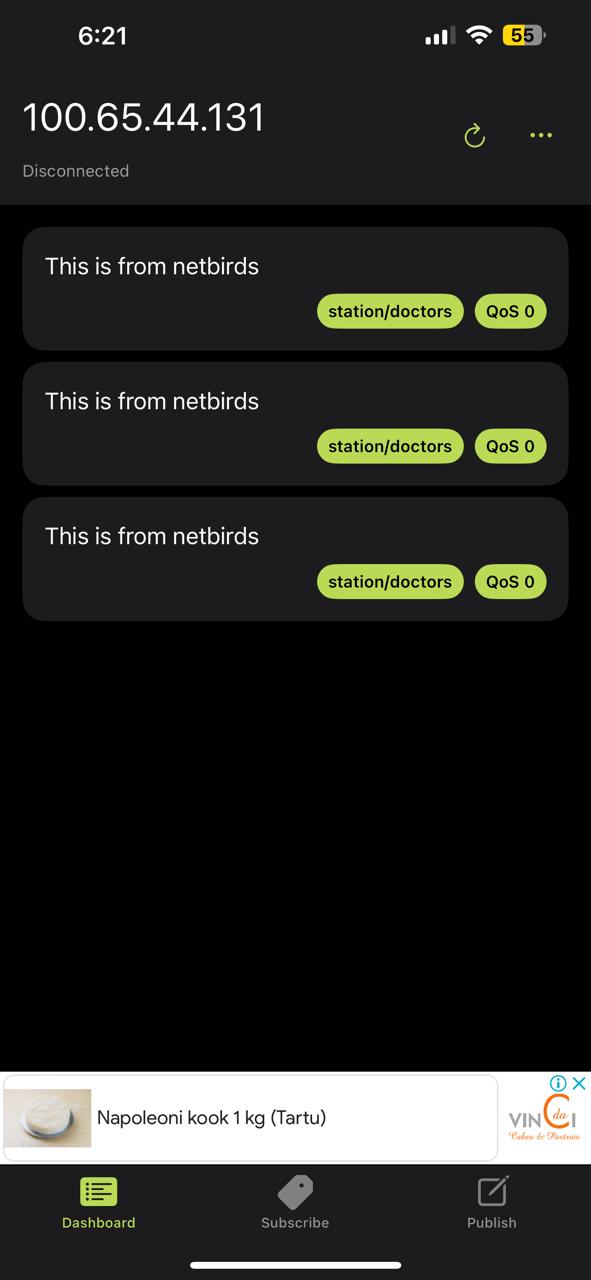 6:21
55
100.65.44.131
Disconnected
This is from netbirds
station/doctors QoS 0
This is from netbirds
station/doctors QoS 0
This is from netbirds
station/doctors QoS 0
Napoleoni kook 1 kg (Tartu)
VINCI
da
Cakes & Pastries
Dashboard Subscribe Publish